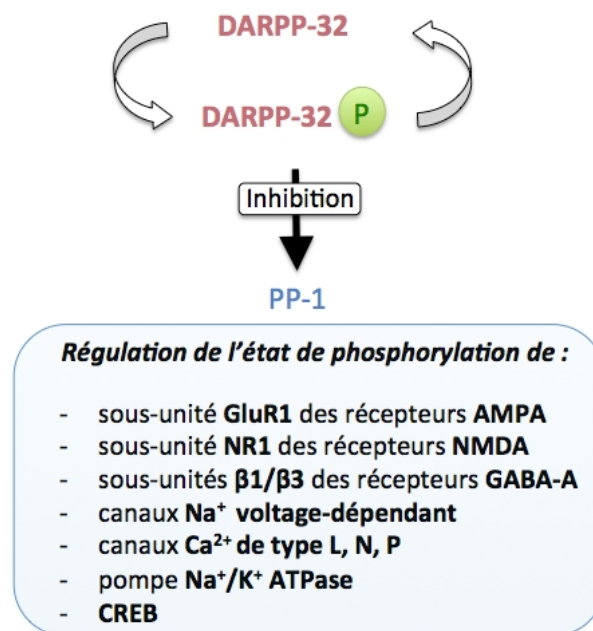 DARPP-32
DARPP-32 P
Inhibition
PP-1
Régulation de l'état de phosphorylation de :
- sous-unité GluR1 des récepteurs AMPA
- sous-unité NR1 des récepteurs NMDA
- sous-unités β1/β3 des récepteurs GABA-A
- canaux Na⁺ voltage-dépendant
- canaux Ca²⁺ de type L, N, P
- pompe Na⁺/K⁺ ATPase
- CREB